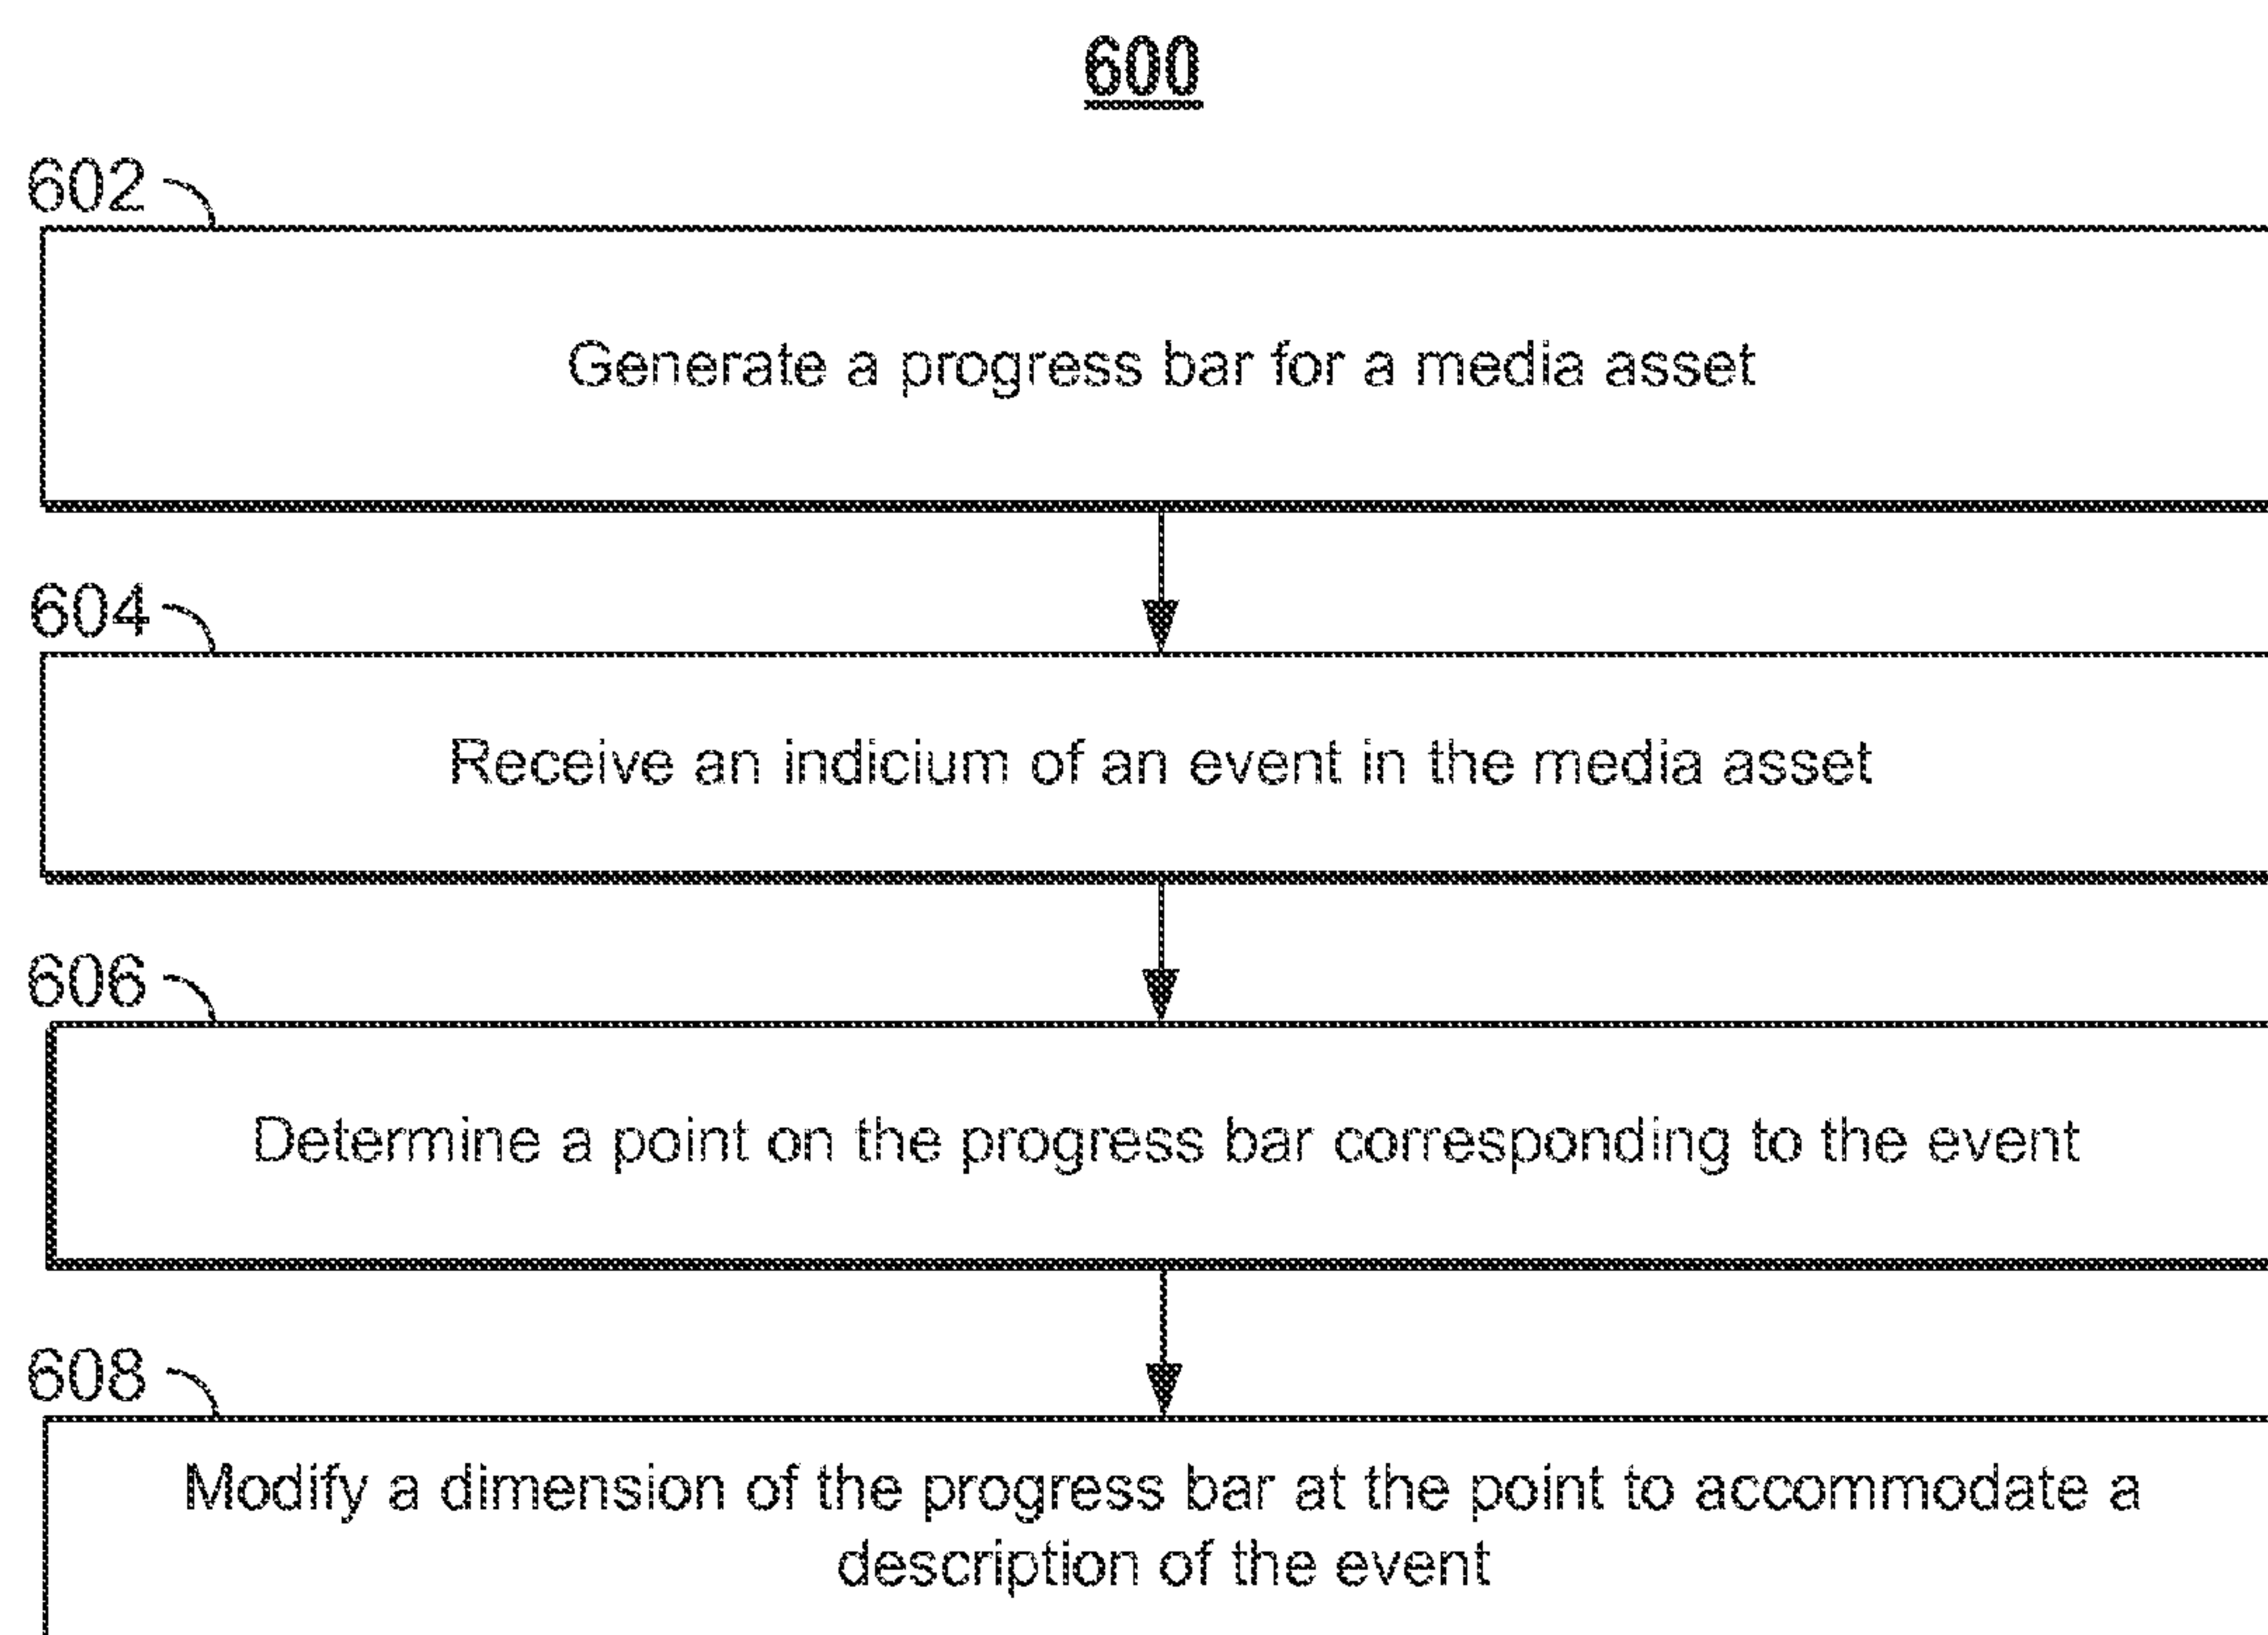 600
602
Generate a progress bar for a media asset
604
Receive an indicium of an event in the media asset
606
Determine a point on the progress bar corresponding to the event
608
Modify a dimension of the progress bar at the point to accommodate a
description of the event